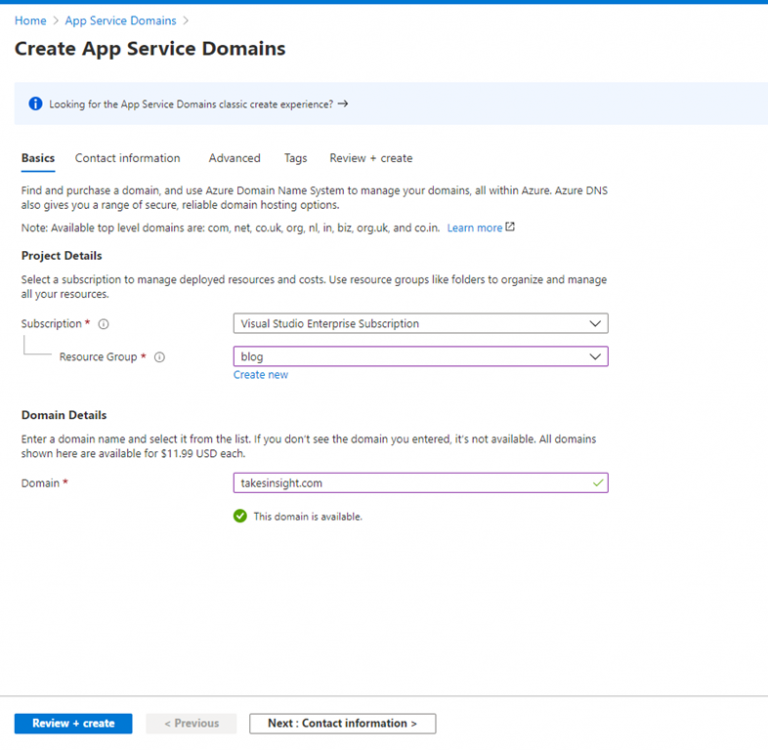 Home > App Service Domains >
Create App Service Domains
Looking for the App Service Domains classic create experience? →
Basics Contact information Advanced Tags Review + create
Find and purchase a domain, and use Azure Domain Name System to manage your domains, all within Azure. Azure DNS
also gives you a range of secure, reliable domain hosting options.
Note: Available top level domains are: com, net, co.uk, org, nl, in, biz, org.uk, and co.in. Learn more
Project Details
Select a subscription to manage deployed resources and costs. Use resource groups like folders to organize and manage
all your resources.
Subscription * Visual Studio Enterprise Subscription
Resource Group * blog
Create new
Domain Details
Enter a domain name and select it from the list. If you don't see the domain you entered, it's not available. All domains
shown here are available for $11.99 USD each.
Domain * takesinsight.com
This domain is available.
Review + create < Previous Next : Contact information >